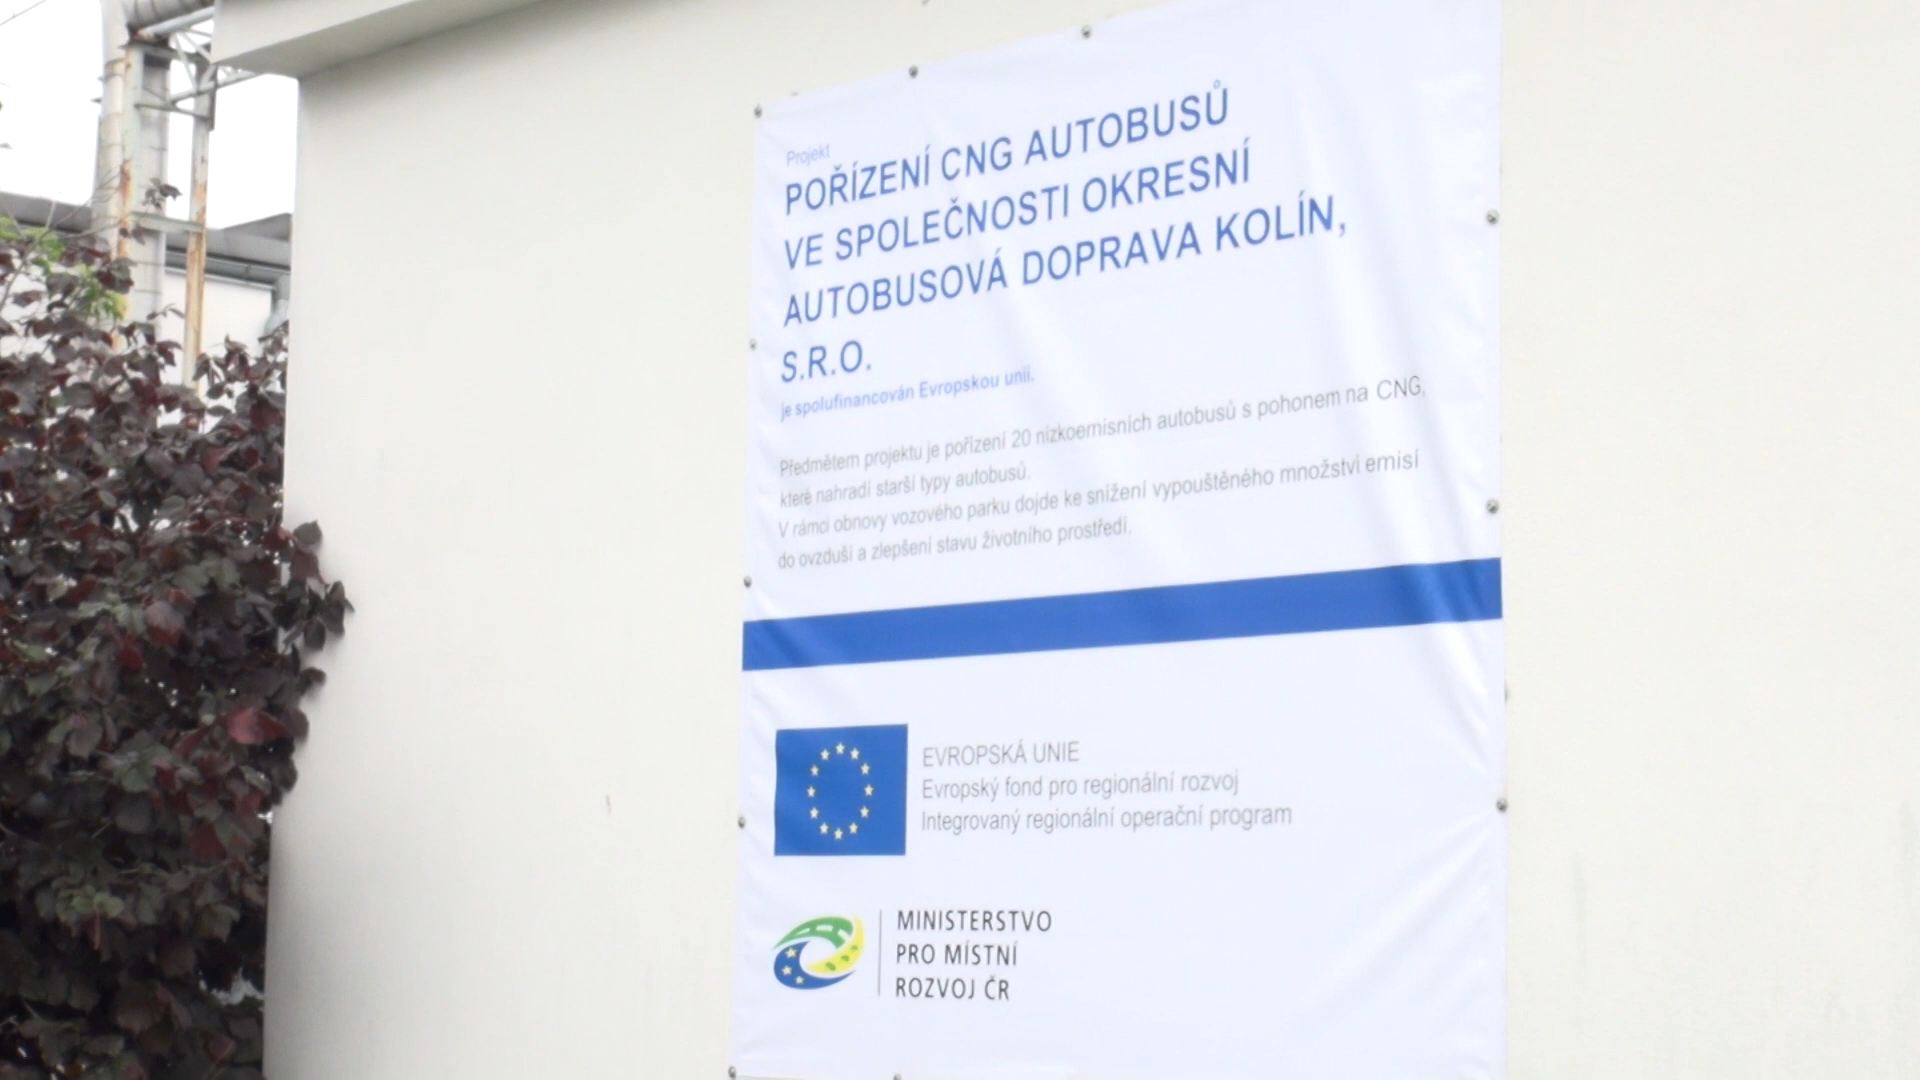 Projekt
POŘÍZENÍ CNG AUTOBUSŮ
VE SPOLEČNOSTI OKRESNÍ
AUTOBUSOVÁ DOPRAVA KOLÍN,
S.R.O.
je spolufinancován Evropskou unií.
Předmětem projektu je pořízení 20 nízkoemisních autobusů s pohonem na CNG,
které nahradí starší typy autobusů.
V rámci obnovy vozového parku dojde ke snížení vypouštěného množství emisí
do ovzduší a zlepšení stavu životního prostředí.
EVROPSKÁ UNIE
Evropský fond pro regionální rozvoj
Integrovaný regionální operační program
MINISTERSTVO
PRO MÍSTNÍ
ROZVOJ ČR